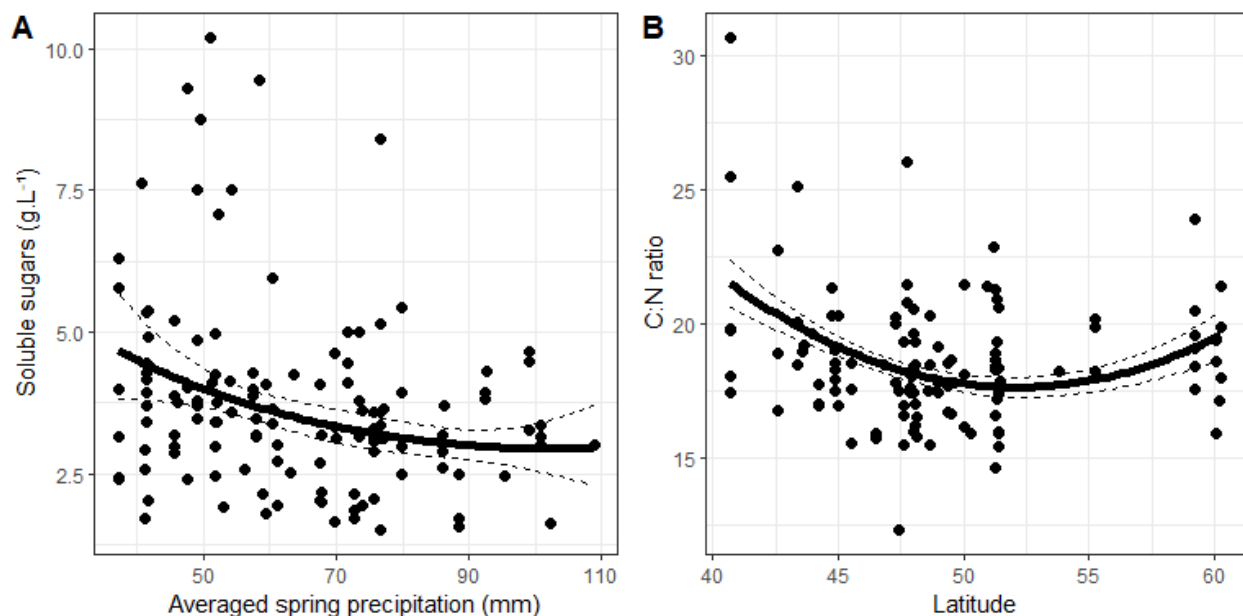 A
10.0
7.5
5.0
2.5
Soluble sugars (g.L⁻¹)
50 70 90 110
Averaged spring precipitation (mm)
B
30
25
20
15
C:N ratio
40 45 50 55 60
Latitude